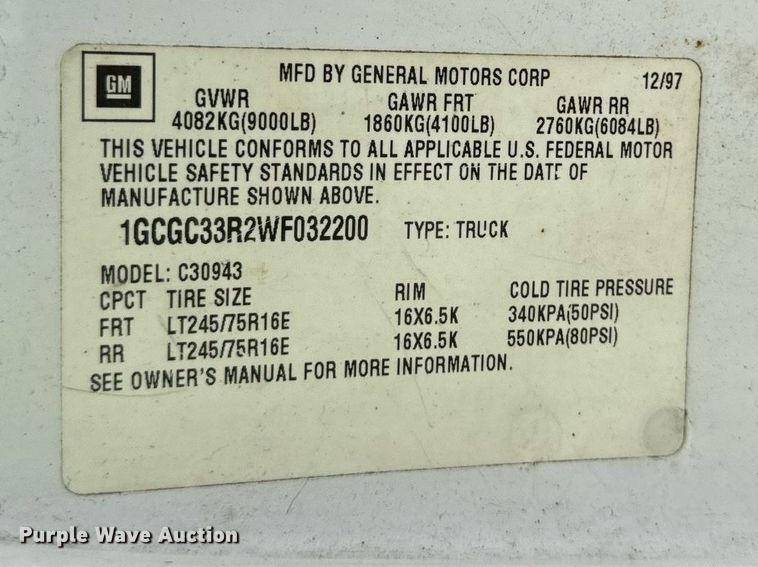 GM
MFD BY GENERAL MOTORS CORP 12/97
GVWR GAWR FRT GAWR RR
4082KG(9000LB) 1860KG(4100LB) 2760KG(6084LB)
THIS VEHICLE CONFORMS TO ALL APPLICABLE U.S. FEDERAL MOTOR
VEHICLE SAFETY STANDARDS IN EFFECT ON THE DATE OF
MANUFACTURE SHOWN ABOVE.
1GCGC33R2WF032200 TYPE: TRUCK
MODEL: C30943
CPCT TIRE SIZE RIM COLD TIRE PRESSURE
FRT LT245/75R16E 16X6.5K 340KPA(50PSI)
RR LT245/75R16E 16X6.5K 550KPA(80PSI)
SEE OWNER'S MANUAL FOR MORE INFORMATION.
Purple Wave Auction